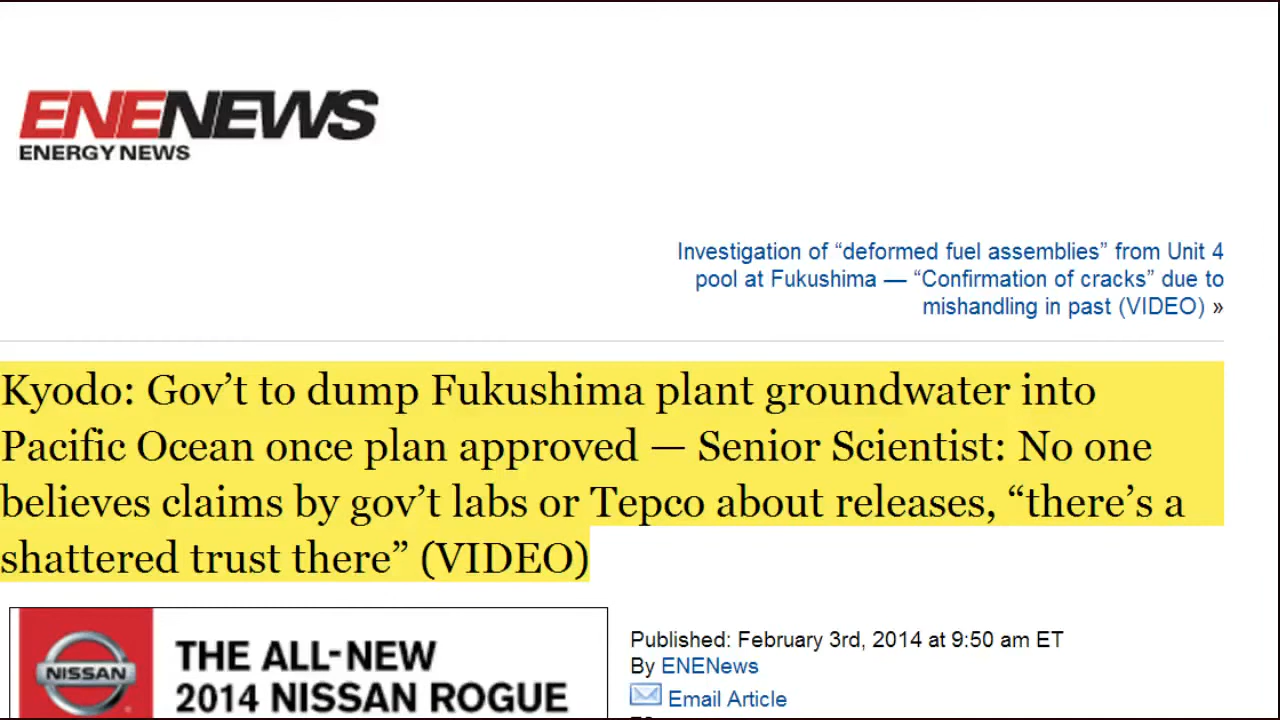 ENENEWS
ENERGY NEWS
Investigation of “deformed fuel assemblies” from Unit 4
pool at Fukushima — “Confirmation of cracks” due to
mishandling in past (VIDEO) »
Kyodo: Gov’t to dump Fukushima plant groundwater into
Pacific Ocean once plan approved — Senior Scientist: No one
believes claims by gov’t labs or Tepco about releases, “there’s a
shattered trust there” (VIDEO)
NISSAN
THE ALL-NEW
2014 NISSAN ROGUE
Published: February 3rd, 2014 at 9:50 am ET
By ENENews
Email Article